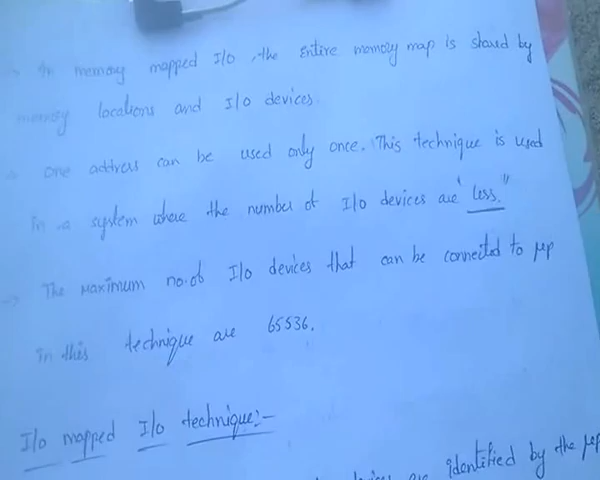 → In memory mapped I/o, the Entire memory map is shared by
memory locations and I/o devices.
→ one address can be used only once. This technique is used
in a system where the number of I/o devices are "less."
→ The Maximum no. of I/o devices that can be connected to μp
in this technique are 65536.
I/o mapped I/o technique:-
devices are identified by the μp